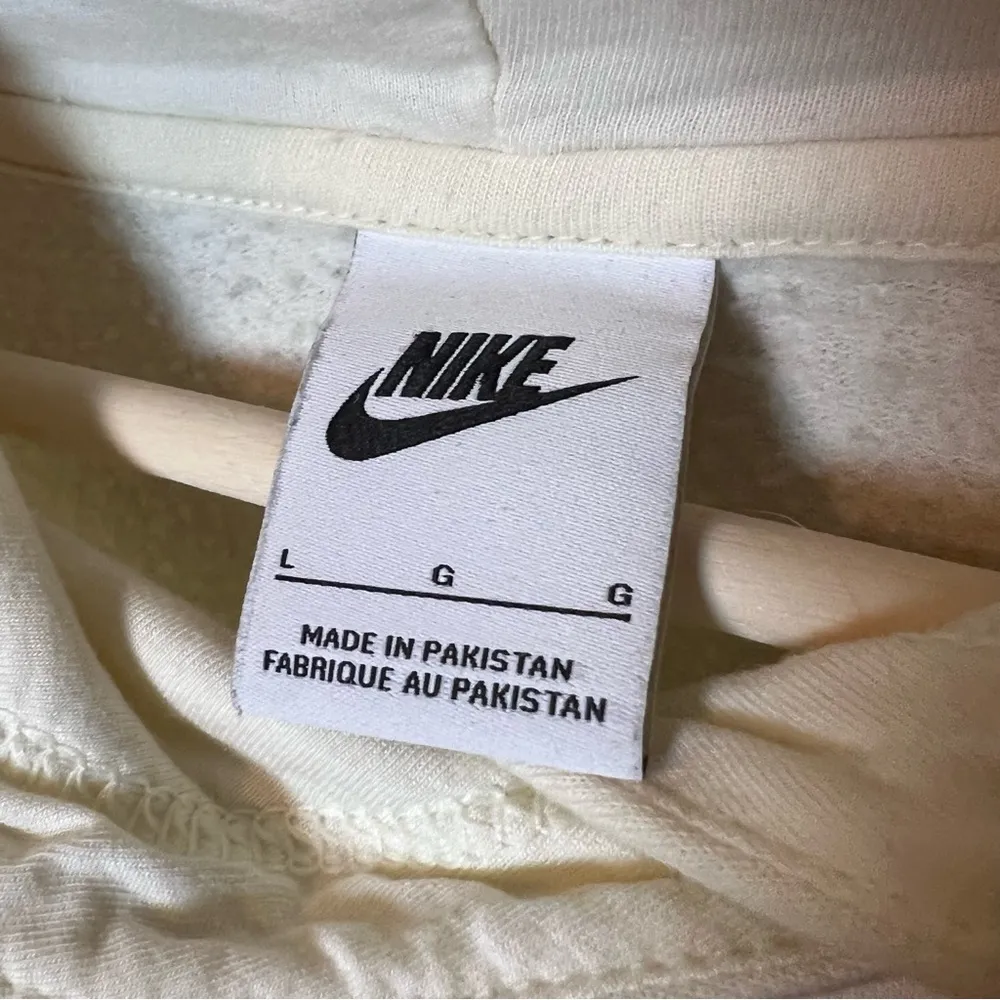 NIKE
L G G
MADE IN PAKISTAN
FABRIQUE AU PAKISTAN